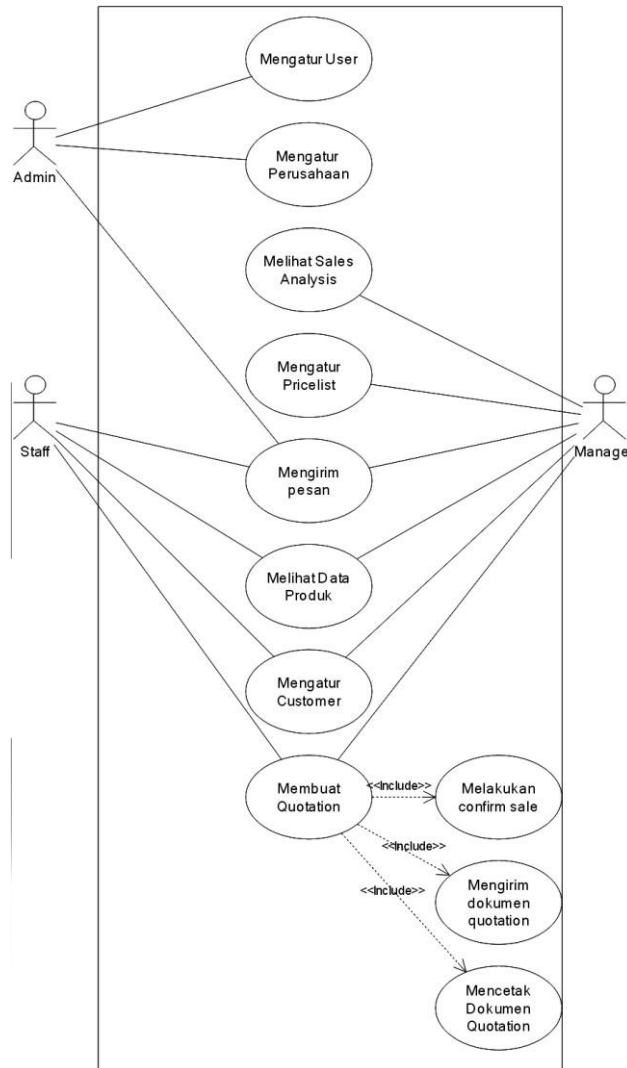 Mengatur User
Admin
Mengatur
Perusahaan
Melihat Sales
Analysis
Mengatur
Pricelist
Staff
Manage
Mengirim
pesan
Melihat Data
Produk
Mengatur
Customer
Membuat
Quotation
<<Include>>
Melakukan
confirm sale
<<Include>>
Mengirim
dokumen
quotation
<<Include>>
Mencetak
Dokumen
Quotation